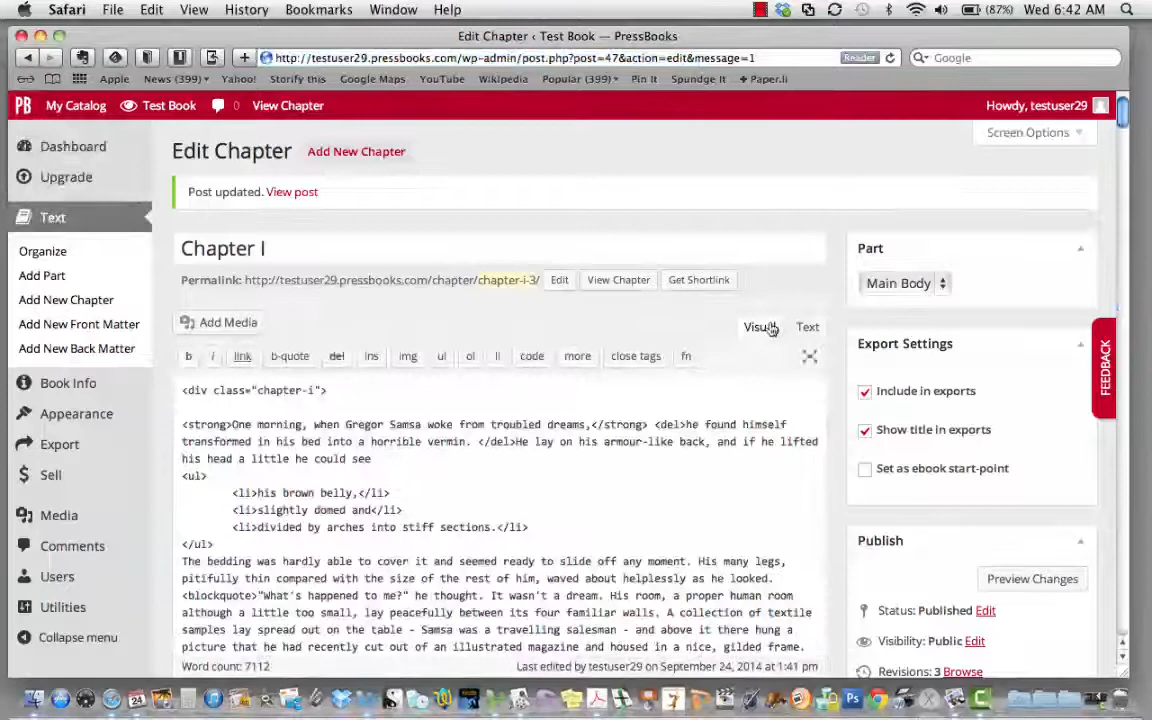 Safari File Edit View History Bookmarks Window Help (87%) Wed 6:42 AM
Edit Chapter ‹ Test Book — PressBooks
http://testuser29.pressbooks.com/wp-admin/post.php?post=47&action=edit&message=1 Reader Google
Apple News (399) Yahoo! Storify this Google Maps YouTube Wikipedia Popular (399) Pin It Spundge It + Paper.li
PB My Catalog Test Book 0 View Chapter Howdy, testuser29
Screen Options
Dashboard
Upgrade
Text
Organize
Add Part
Add New Chapter
Add New Front Matter
Add New Back Matter
Book Info
Appearance
Export
Sell
Media
Comments
Users
Utilities
Collapse menu
Edit Chapter Add New Chapter
Post updated. View post
Chapter I
Permalink: http://testuser29.pressbooks.com/chapter/chapter-i-3/ Edit View Chapter Get Shortlink
Add Media Visual Text
b i link b-quote del ins img ul ol li code more close tags fn
<div class="chapter-i">
<strong>One morning, when Gregor Samsa woke from troubled dreams,</strong> <del>he found himself
transformed in his bed into a horrible vermin. </del>He lay on his armour-like back, and if he lifted
his head a little he could see
<ul>
<li>his brown belly,</li>
<li>slightly domed and</li>
<li>divided by arches into stiff sections.</li>
</ul>
The bedding was hardly able to cover it and seemed ready to slide off any moment. His many legs,
pitifully thin compared with the size of the rest of him, waved about helplessly as he looked.
<blockquote>"What's happened to me?" he thought. It wasn't a dream. His room, a proper human room
although a little too small, lay peacefully between its four familiar walls. A collection of textile
samples lay spread out on the table - Samsa was a travelling salesman - and above it there hung a
picture that he had recently cut out of an illustrated magazine and housed in a nice, gilded frame.
Word count: 7112 Last edited by testuser29 on September 24, 2014 at 1:41 pm
Part
Main Body
Export Settings
Include in exports
Show title in exports
Set as ebook start-point
Publish
Preview Changes
Status: Published Edit
Visibility: Public Edit
Revisions: 3 Browse
FEEDBACK